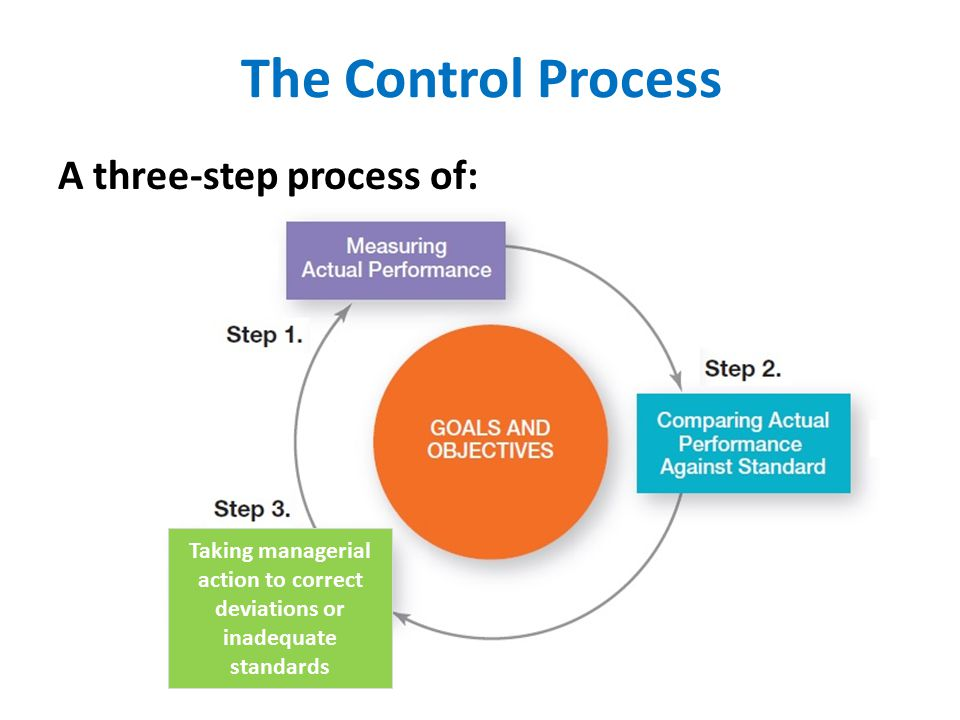 The Control Process
A three-step process of:
Measuring
Actual Performance
Step 1.
Step 2.
GOALS AND
OBJECTIVES
Comparing Actual
Performance
Against Standard
Step 3.
Taking managerial
action to correct
deviations or
inadequate
standards